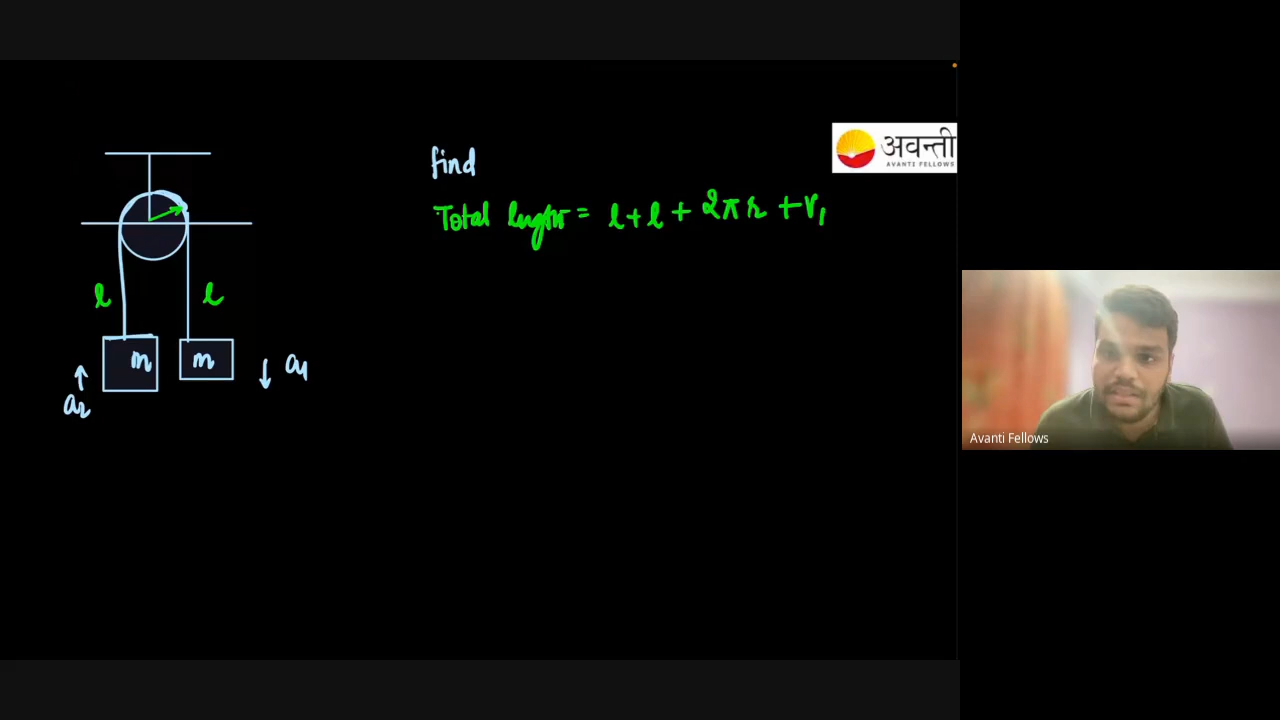 find
अवन्ती
AVANTI FELLOWS
Total length = l + l + 2πr + r₁
l
l
m
m
a₁
a₂
Avanti Fellows